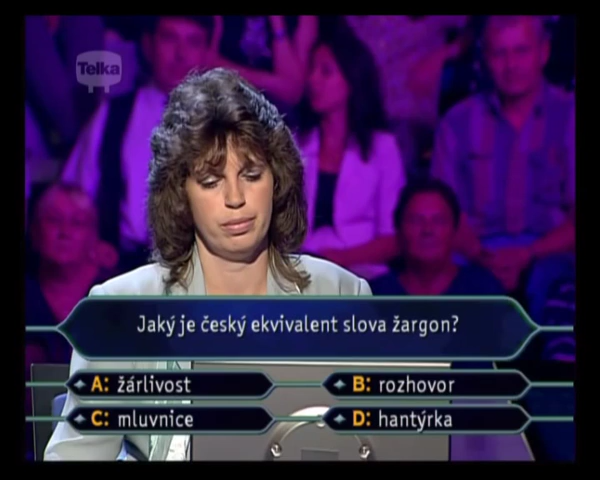 Telka
Jaký je český ekvivalent slova žargon?
A: žárlivost
B: rozhovor
C: mluvnice
D: hantýrka